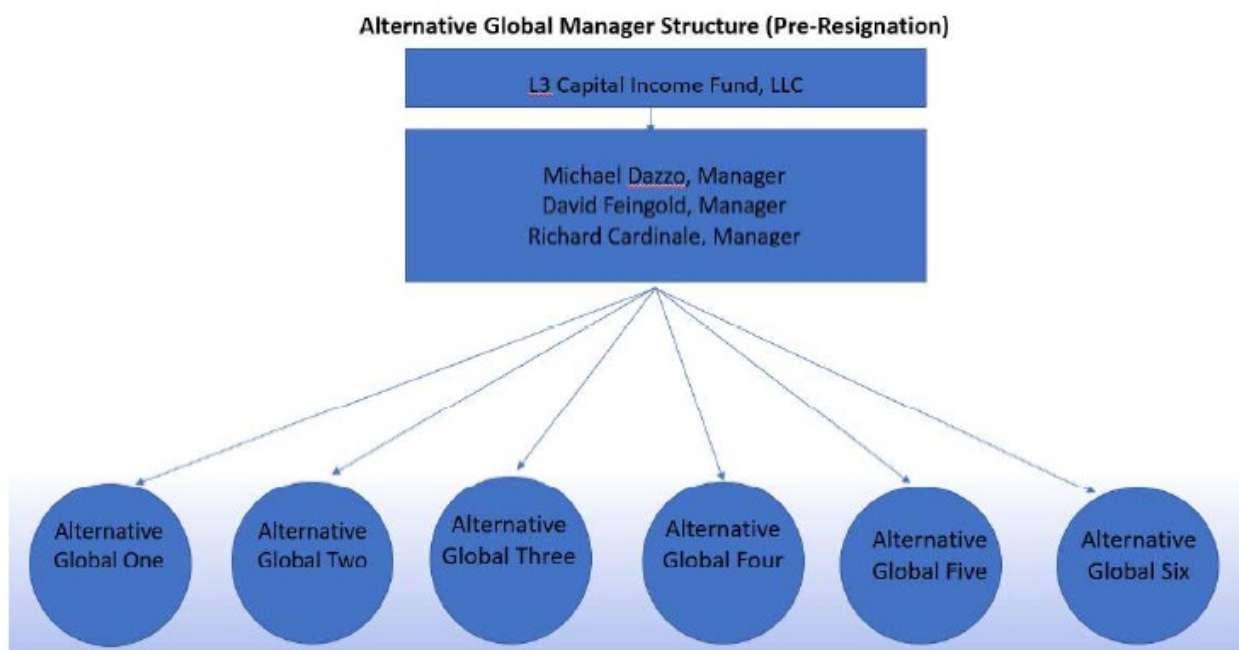 Alternative Global Manager Structure (Pre-Resignation)
L3 Capital Income Fund, LLC
Michael Dazzo, Manager
David Feingold, Manager
Richard Cardinale, Manager
Alternative
Global One
Alternative
Global Two
Alternative
Global Three
Alternative
Global Four
Alternative
Global Five
Alternative
Global Six